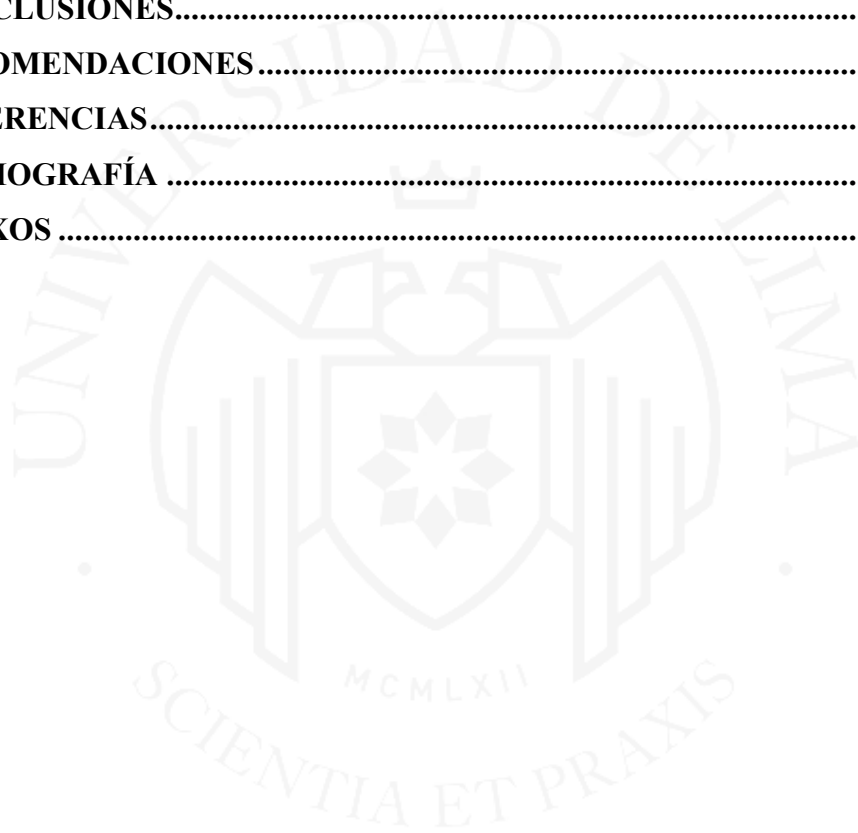 CLUSIONES............................................................................
OMENDACIONES............................................................
ERENCIAS...............................................................................
IOGRAFÍA .............................................................................
XOS ..........................................................................................
UNIVERSIDAD DE LIMA
MCMLXII
SCIENTIA ET PRAXIS